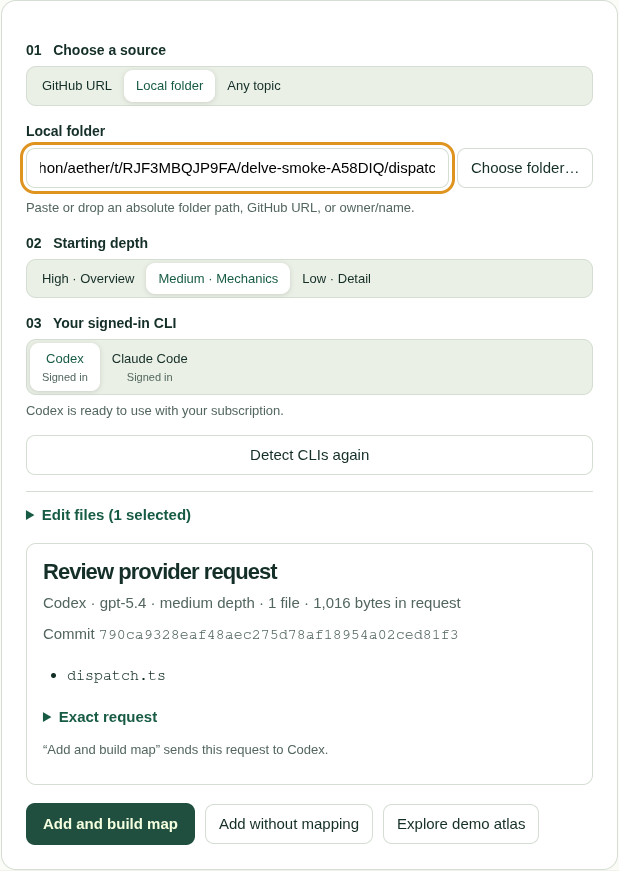 01 Choose a source
GitHub URL Local folder Any topic
Local folder
hon/aether/t/RJF3MBQJP9FA/delve-smoke-A58DIQ/dispatc Choose folder…
Paste or drop an absolute folder path, GitHub URL, or owner/name.
02 Starting depth
High · Overview Medium · Mechanics Low · Detail
03 Your signed-in CLI
Codex Claude Code
Signed in Signed in
Codex is ready to use with your subscription.
Detect CLIs again
Edit files (1 selected)
Review provider request
Codex · gpt-5.4 · medium depth · 1 file · 1,016 bytes in request
Commit 790ca9328eaf48aec275d78af18954a02ced81f3
dispatch.ts
Exact request
“Add and build map” sends this request to Codex.
Add and build map Add without mapping Explore demo atlas